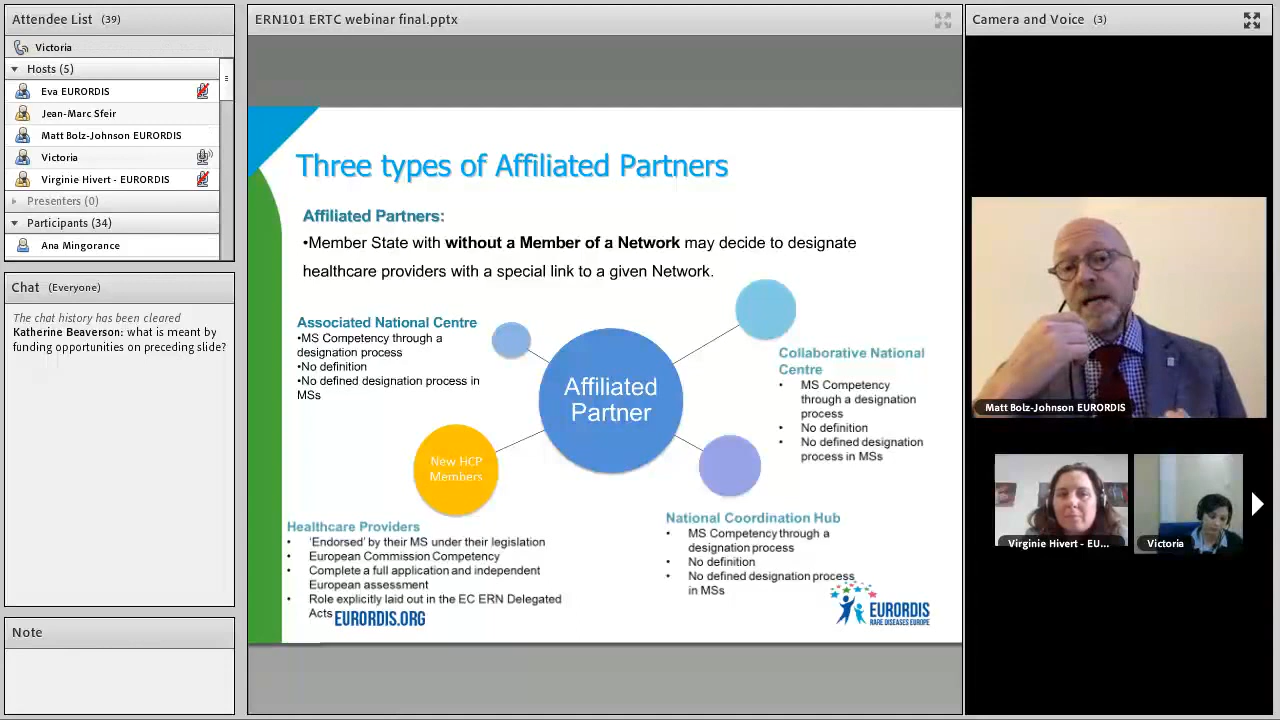 Attendee List (39)
Victoria
Hosts (5)
Eva EURORDIS
Jean-Marc Sfeir
Matt Bolz-Johnson EURORDIS
Victoria
Virginie Hivert - EURORDIS
Presenters (0)
Participants (34)
Ana Mingorance
Chat (Everyone)
The chat history has been cleared
Katherine Beaverson: what is meant by
funding opportunities on preceding slide?
Note
ERN101 ERTC webinar final.pptx
Three types of Affiliated Partners
Affiliated Partners:
•Member State with without a Member of a Network may decide to designate
healthcare providers with a special link to a given Network.
Associated National Centre
•MS Competency through a
designation process
•No definition
•No defined designation process in
MSs
Affiliated
Partner
Collaborative National
Centre
• MS Competency
through a designation
process
• No definition
• No defined designation
process in MSs
New HCP
Members
Healthcare Providers
• 'Endorsed' by their MS under their legislation
• European Commission Competency
• Complete a full application and independent
European assessment
• Role explicitly laid out in the EC ERN Delegated
Acts
National Coordination Hub
• MS Competency through a
designation process
• No definition
• No defined designation process
in MSs
EURORDIS.ORG
EURORDIS
RARE DISEASES EUROPE
Camera and Voice (3)
Matt Bolz-Johnson EURORDIS
Virginie Hivert - EU...
Victoria